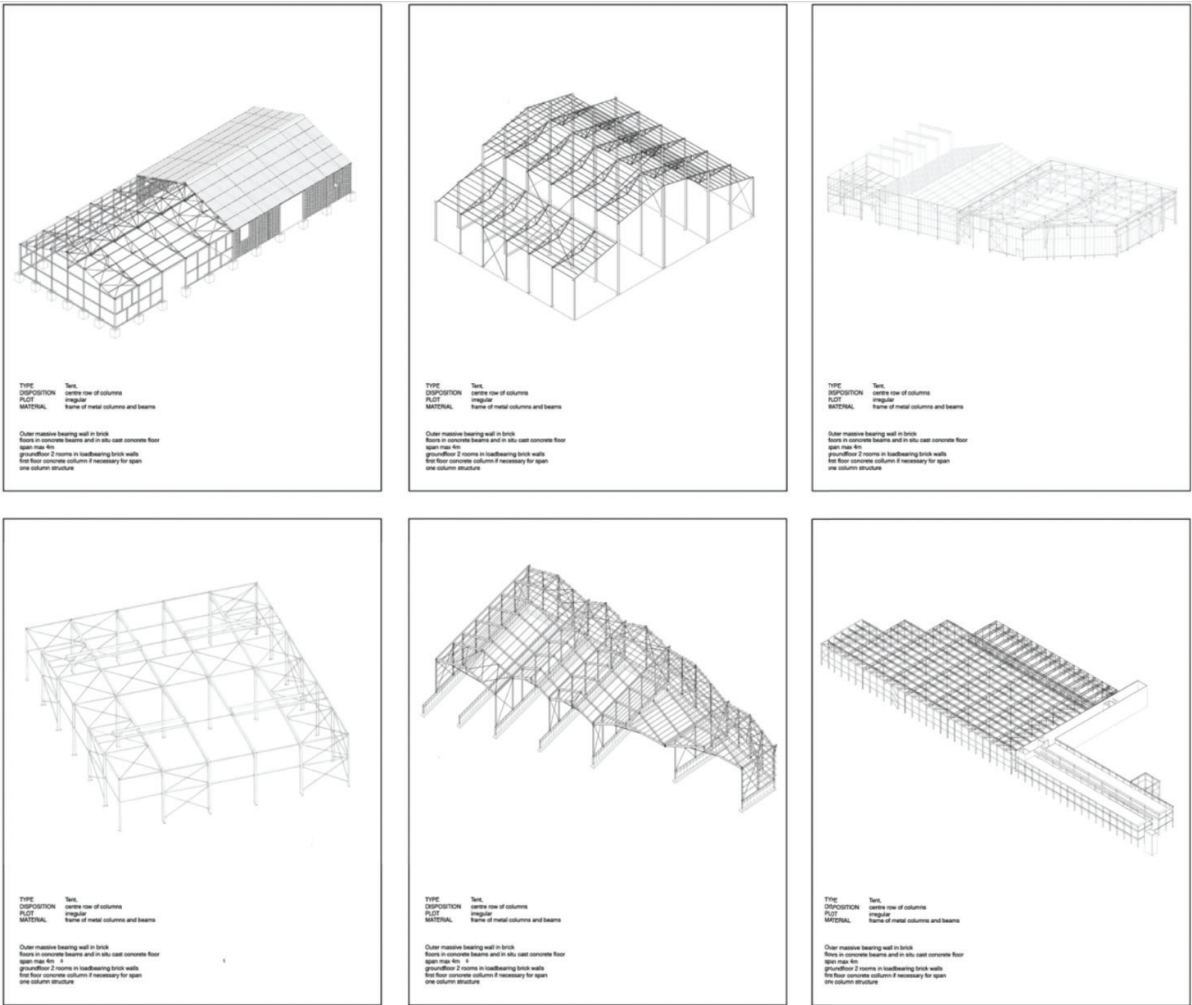 TYPE Tent,
DISPOSITION centre row of columns
PLOT irregular
MATERIAL frame of metal columns and beams
Outer massive bearing wall in brick
floors in concrete beams and in situ cast concrete floor
span max 4m
groundfloor 2 rooms in loadbearing brick walls
first floor concrete collumn if necessary for span
one column structure
TYPE Tent,
DISPOSITION centre row of columns
PLOT irregular
MATERIAL frame of metal columns and beams
Outer massive bearing wall in brick
floors in concrete beams and in situ cast concrete floor
span max 4m
groundfloor 2 rooms in loadbearing brick walls
first floor concrete collumn if necessary for span
one column structure
TYPE Tent,
DISPOSITION centre row of columns
PLOT irregular
MATERIAL frame of metal columns and beams
Outer massive bearing wall in brick
floors in concrete beams and in situ cast concrete floor
span max 4m
groundfloor 2 rooms in loadbearing brick walls
first floor concrete collumn if necessary for span
one column structure
TYPE Tent,
DISPOSITION centre row of columns
PLOT irregular
MATERIAL frame of metal columns and beams
Outer massive bearing wall in brick
floors in concrete beams and in situ cast concrete floor
span max 4m
groundfloor 2 rooms in loadbearing brick walls
first floor concrete collumn if necessary for span
one column structure
TYPE Tent,
DISPOSITION centre row of columns
PLOT irregular
MATERIAL frame of metal columns and beams
Outer massive bearing wall in brick
floors in concrete beams and in situ cast concrete floor
span max 4m
groundfloor 2 rooms in loadbearing brick walls
first floor concrete collumn if necessary for span
one column structure
TYPE Tent,
DISPOSITION centre row of columns
PLOT irregular
MATERIAL frame of metal columns and beams
Outer massive bearing wall in brick
floors in concrete beams and in situ cast concrete floor
span max 4m
groundfloor 2 rooms in loadbearing brick walls
first floor concrete collumn if necessary for span
one column structure